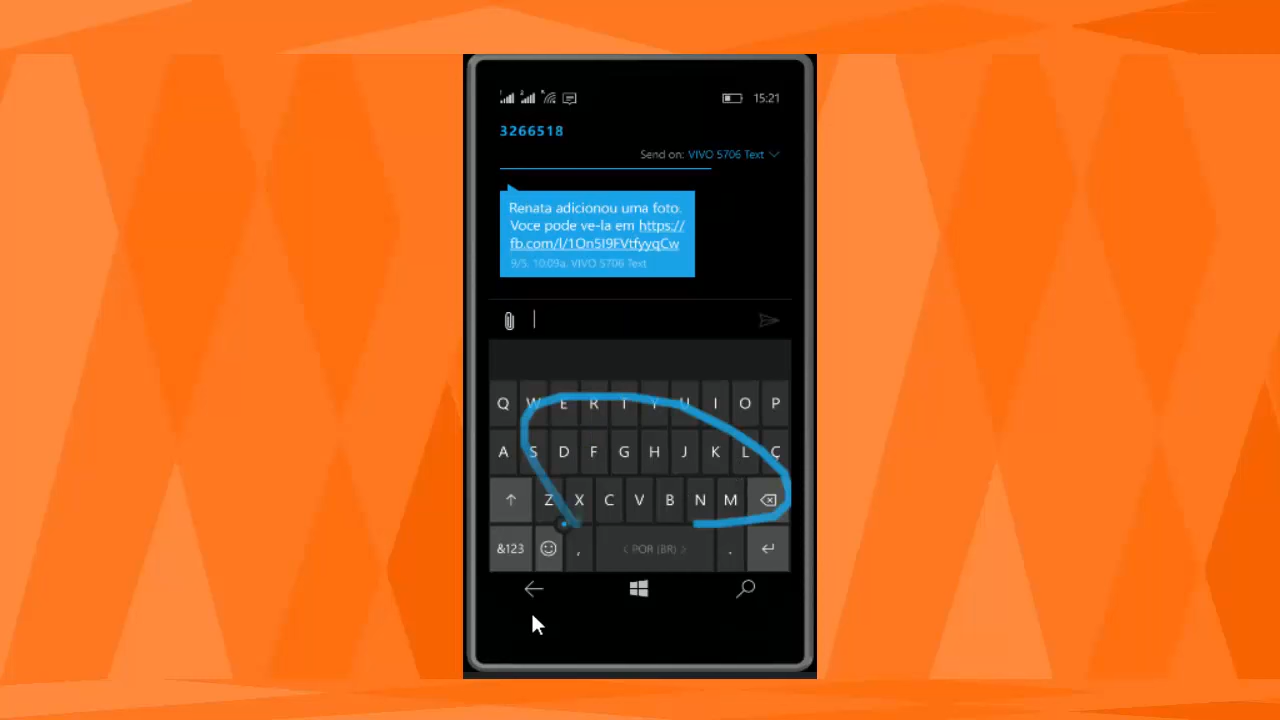 15:21
3266518
Send on: VIVO 5706 Text
Renata adicionou uma foto.
Voce pode ve-la em https://
fb.com/l/1On5I9FVtfyyqCw
9/5, 10:09a, VIVO 5706 Text
Q W E R T Y U I O P
A S D F G H J K L Ç
Z X C V B N M
&123 , < POR (BR) > .